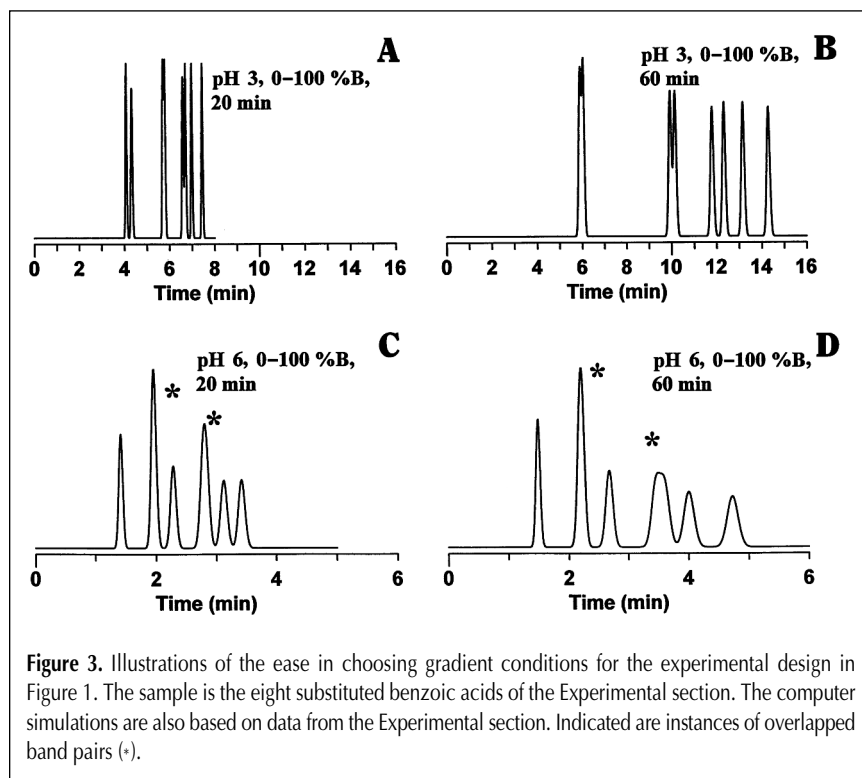 A
pH 3, 0–100 %B,
20 min
0 2 4 6 8 10 12 14 16
Time (min)
B
pH 3, 0–100 %B,
60 min
0 2 4 6 8 10 12 14 16
Time (min)
C
pH 6, 0–100 %B,
20 min
*
*
0 2 4 6
Time (min)
D
pH 6, 0–100 %B,
60 min
*
*
0 2 4 6
Time (min)
Figure 3. Illustrations of the ease in choosing gradient conditions for the experimental design in
Figure 1. The sample is the eight substituted benzoic acids of the Experimental section. The computer
simulations are also based on data from the Experimental section. Indicated are instances of overlapped
band pairs (*).